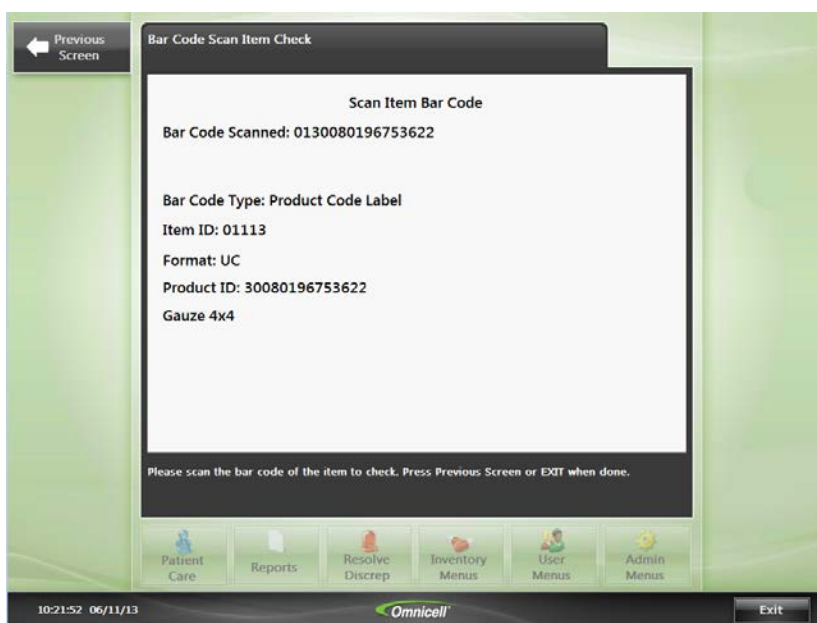 Previous
Screen
Bar Code Scan Item Check
Scan Item Bar Code
Bar Code Scanned: 0130080196753622
Bar Code Type: Product Code Label
Item ID: 01113
Format: UC
Product ID: 30080196753622
Gauze 4x4
Please scan the bar code of the item to check. Press Previous Screen or EXIT when done.
Patient
Care
Reports
Resolve
Discrep
Inventory
Menus
User
Menus
Admin
Menus
10:21:52 06/11/13
Omnicell
Exit